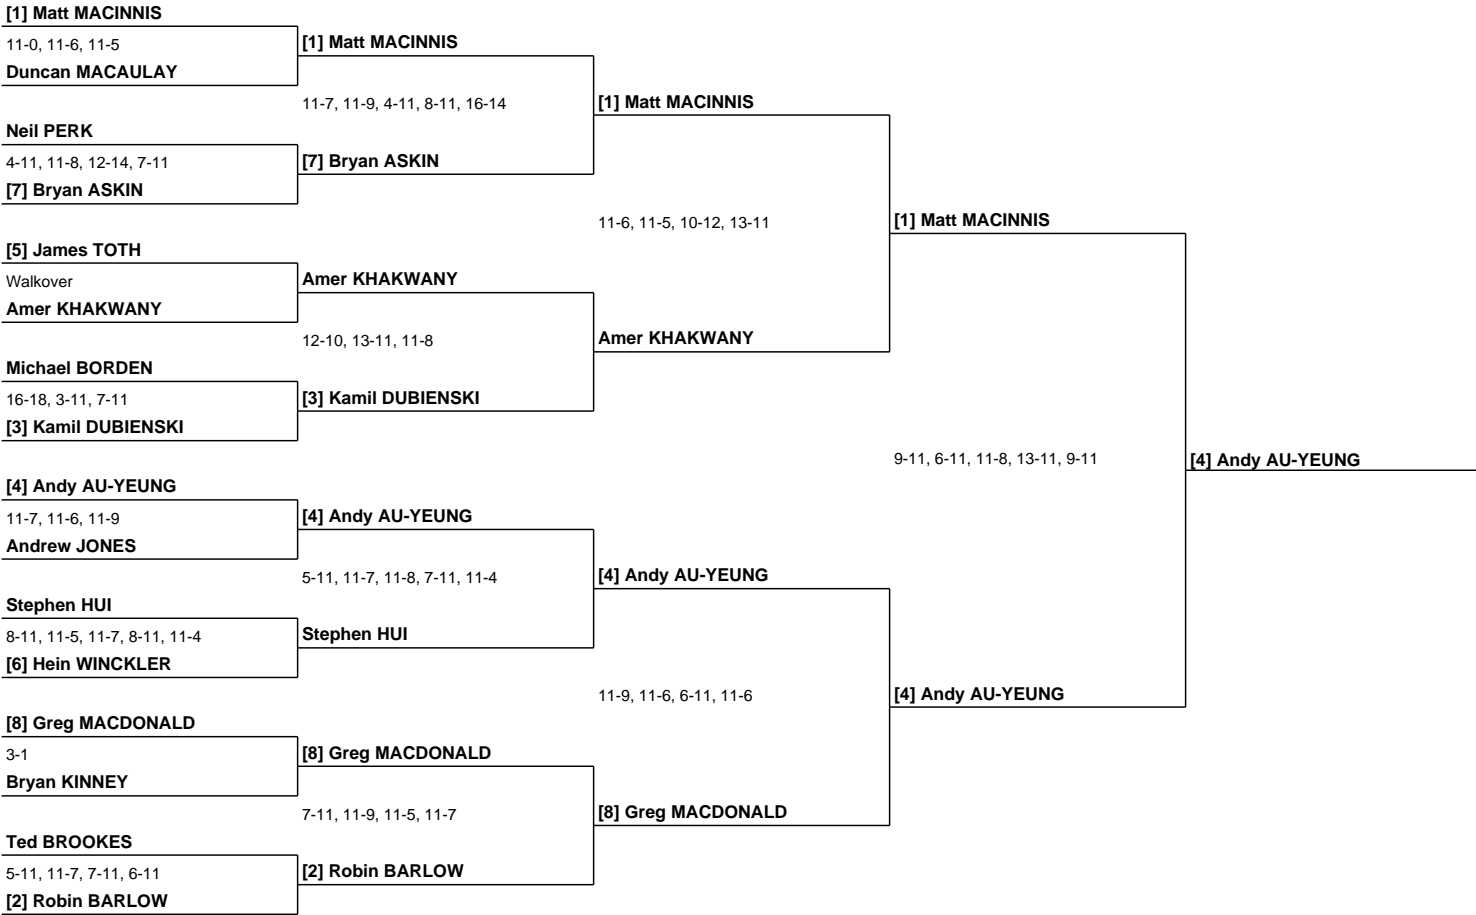 [1] Matt MACINNIS
11-0, 11-6, 11-5
Duncan MACAULAY
Neil PERK
4-11, 11-8, 12-14, 7-11
[7] Bryan ASKIN
[5] James TOTH
Walkover
Amer KHAKWANY
Michael BORDEN
16-18, 3-11, 7-11
[3] Kamil DUBIENSKI
[4] Andy AU-YEUNG
11-7, 11-6, 11-9
Andrew JONES
Stephen HUI
8-11, 11-5, 11-7, 8-11, 11-4
[6] Hein WINCKLER
[8] Greg MACDONALD
3-1
Bryan KINNEY
Ted BROOKES
5-11, 11-7, 7-11, 6-11
[2] Robin BARLOW
[1] Matt MACINNIS
11-7, 11-9, 4-11, 8-11, 16-14
[7] Bryan ASKIN
Amer KHAKWANY
12-10, 13-11, 11-8
[3] Kamil DUBIENSKI
[4] Andy AU-YEUNG
5-11, 11-7, 11-8, 7-11, 11-4
Stephen HUI
[8] Greg MACDONALD
7-11, 11-9, 11-5, 11-7
[2] Robin BARLOW
[1] Matt MACINNIS
11-6, 11-5, 10-12, 13-11
Amer KHAKWANY
[4] Andy AU-YEUNG
11-9, 11-6, 6-11, 11-6
[8] Greg MACDONALD
[1] Matt MACINNIS
9-11, 6-11, 11-8, 13-11, 9-11
[4] Andy AU-YEUNG
[4] Andy AU-YEUNG